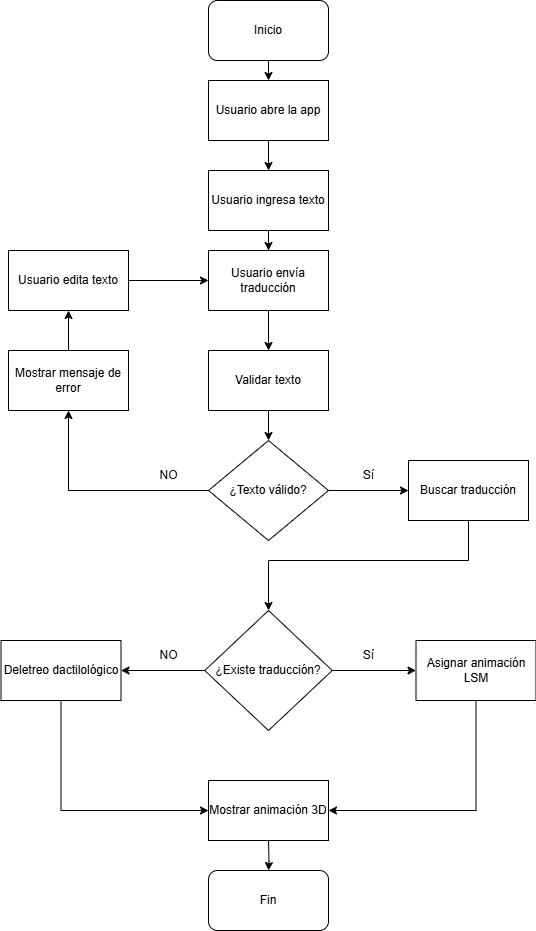 Inicio
Usuario abre la app
Usuario ingresa texto
Usuario edita texto
Usuario envía
traducción
Mostrar mensaje de
error
Validar texto
NO
¿Texto válido?
Sí
Buscar traducción
Deletreo dactilológico
NO
¿Existe traducción?
Sí
Asignar animación
LSM
Mostrar animación 3D
Fin